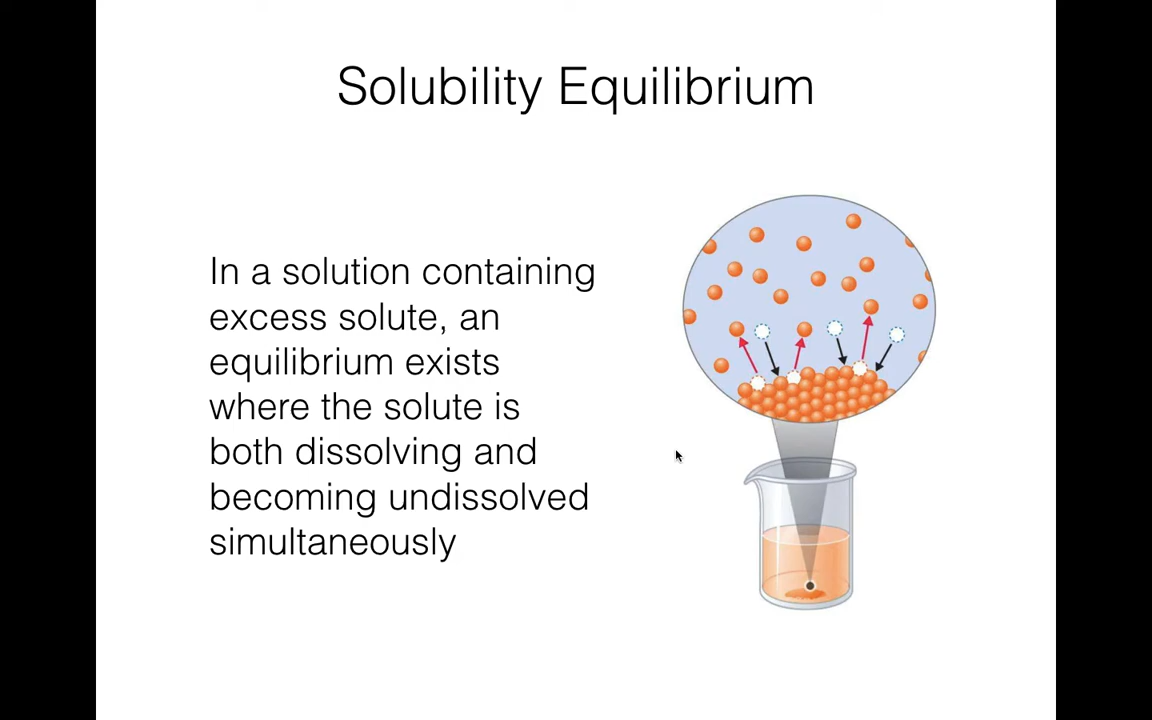 Solubility Equilibrium
In a solution containing
excess solute, an
equilibrium exists
where the solute is
both dissolving and
becoming undissolved
simultaneously